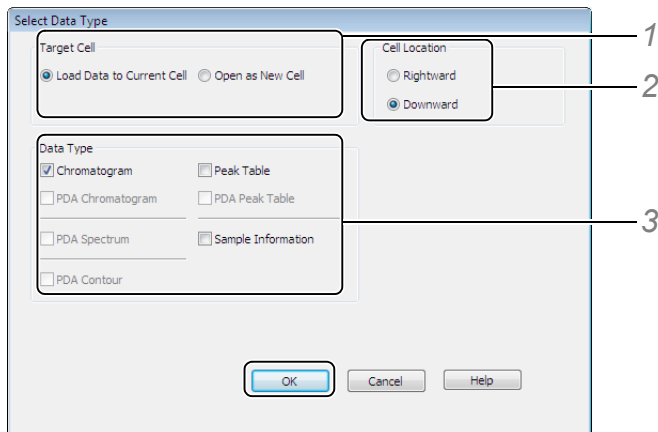 Select Data Type
1
Target Cell
Cell Location
Load Data to Current Cell Open as New Cell
Rightward
2
Downward
Data Type
Chromatogram Peak Table
PDA Chromatogram PDA Peak Table
3
PDA Spectrum Sample Information
PDA Contour
OK Cancel Help